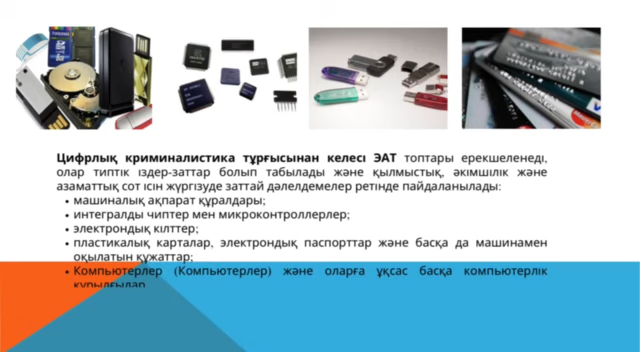 Цифрлық криминалистика тұрғысынан келесі ЭАТ топтары ерекшеленеді,
олар типтік іздер-заттар болып табылады және қылмыстық, әкімшілік және
азаматтық сот ісін жүргізуде заттай дәлелдемелер ретінде пайдаланылады:
• машиналық ақпарат құралдары;
• интегралды чиптер мен микроконтроллерлер;
• электрондық кілттер;
• пластикалық карталар, электрондық паспорттар және басқа да машинамен
оқылатын құжаттар;
• Компьютерлер (Компьютерлер) және оларға ұқсас басқа компьютерлік
құрылғылар